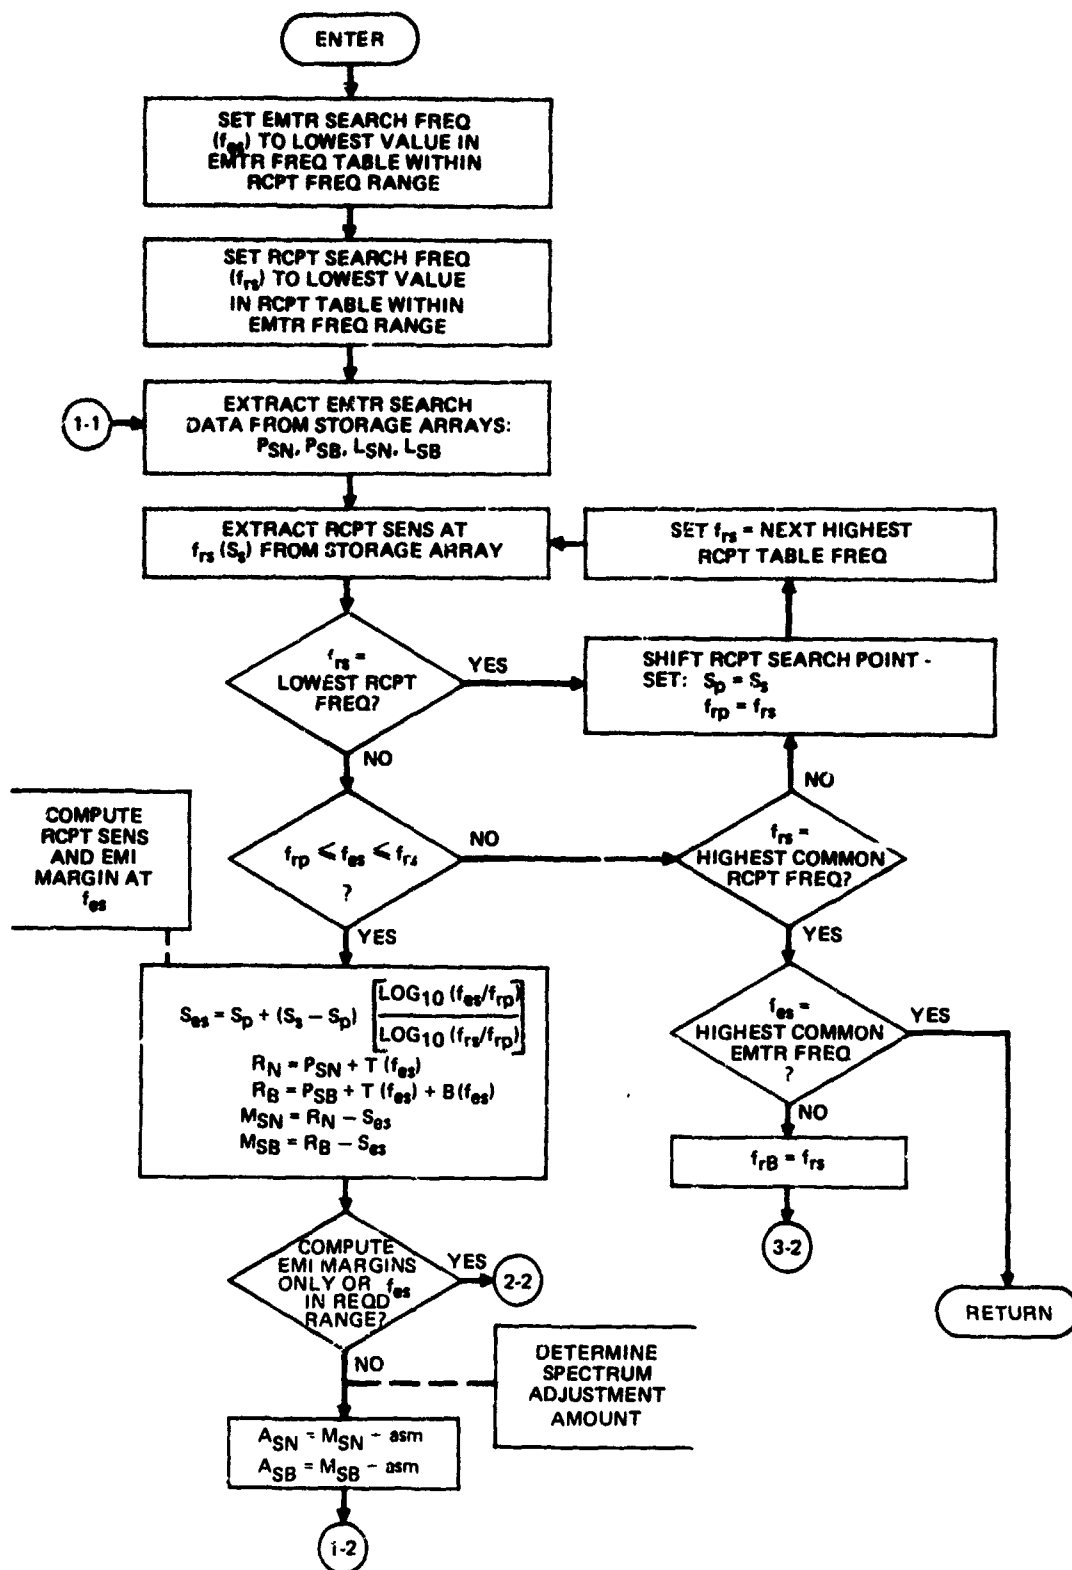 ENTER
SET EMTR SEARCH FREQ
(fes) TO LOWEST VALUE IN
EMTR FREQ TABLE WITHIN
RCPT FREQ RANGE
SET RCPT SEARCH FREQ
(frs) TO LOWEST VALUE
IN RCPT TABLE WITHIN
EMTR FREQ RANGE
1-1
EXTRACT EMTR SEARCH
DATA FROM STORAGE ARRAYS:
PSN, PSB, LSN, LSB
EXTRACT RCPT SENS AT
frs (Ss) FROM STORAGE ARRAY
SET frs = NEXT HIGHEST
RCPT TABLE FREQ
frs =
LOWEST RCPT
FREQ?
YES
SHIFT RCPT SEARCH POINT -
SET: Sp = Ss
frp = frs
NO
NO
COMPUTE
RCPT SENS
AND EMI
MARGIN AT
fes
frp ≤ fes ≤ frs
?
NO
frs =
HIGHEST COMMON
RCPT FREQ?
YES
YES
Ses = Sp + (Ss – Sp) [LOG10 (fes/frp) / LOG10 (frs/frp)]
RN = PSN + T (fes)
RB = PSB + T (fes) + B (fes)
MSN = RN – Ses
MSB = RB – Ses
fes =
HIGHEST COMMON
EMTR FREQ
?
YES
NO
frB = frs
3-2
COMPUTE
EMI MARGINS
ONLY OR fes
IN REQD
RANGE?
YES
2-2
RETURN
NO
DETERMINE
SPECTRUM
ADJUSTMENT
AMOUNT
ASN = MSN – asm
ASB = MSB – asm
1-2